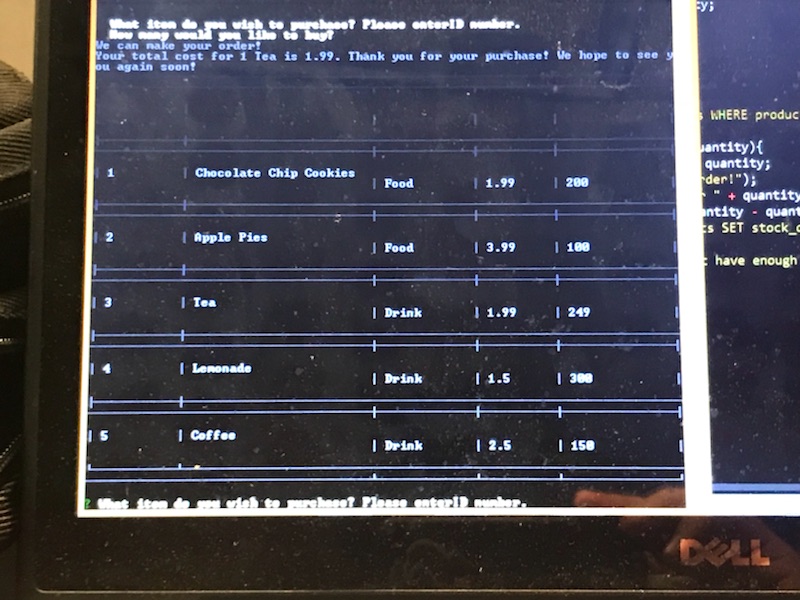 What item do you wish to purchase? Please enterID number.
How many would you like to buy?
We can make your order!
Your total cost for 1 Tea is 1.99. Thank you for your purchase! We hope to see y
ou again soon!
1 | Chocolate Chip Cookies | Food | 1.99 | 200
2 | Apple Pies | Food | 3.99 | 100
3 | Tea | Drink | 1.99 | 249
4 | Lemonade | Drink | 1.5 | 300
5 | Coffee | Drink | 2.5 | 150
? What item do you wish to purchase? Please enterID number.
cy;
s WHERE produc
uantity){
quantity;
rder!");
r " + quantity
antity - quant
ts SET stock_q
t have enough
DELL